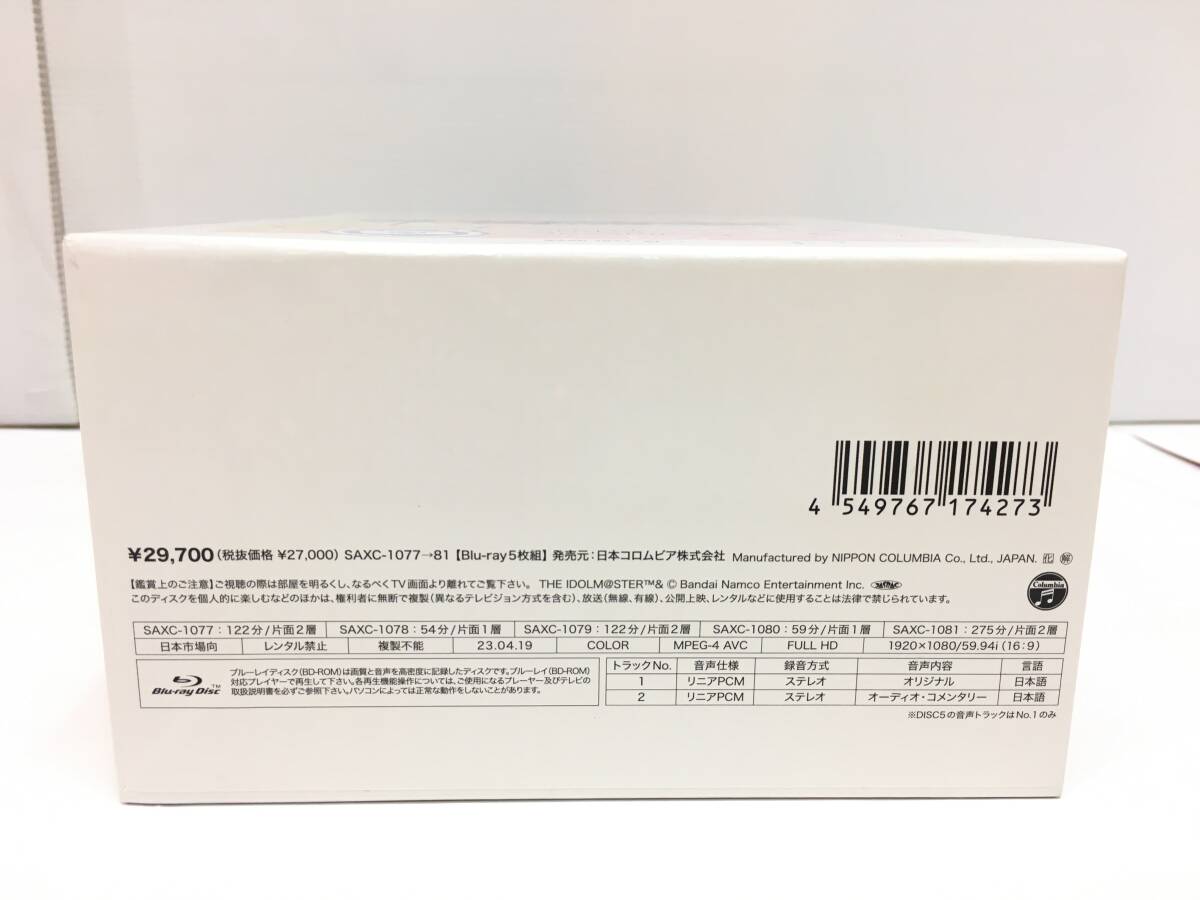 4 549767 174273
¥29,700(税抜価格 ¥27,000) SAXC-1077→81【Blu-ray5枚組】発売元:日本コロムビア株式会社 Manufactured by NIPPON COLUMBIA Co., Ltd., JAPAN.
【鑑賞上のご注意】ご視聴の際は部屋を明るくし、なるべくTV画面より離れてご覧下さい。 THE IDOLM@STER™& © Bandai Namco Entertainment Inc.
このディスクを個人的に楽しむなどのほかは、権利者に無断で複製(異なるテレビジョン方式を含む)、放送(無線、有線)、公開上映、レンタルなどに使用することは法律で禁じられています。
Columbia
SAXC-1077:122分/片面2層 SAXC-1078:54分/片面1層 SAXC-1079:122分/片面2層 SAXC-1080:59分/片面1層 SAXC-1081:275分/片面2層
日本市場向 レンタル禁止 複製不能 23.04.19 COLOR MPEG-4 AVC FULL HD 1920×1080/59.94i (16:9)
Blu-ray Disc™
ブルーレイディスク(BD-ROM)は画質と音声を高密度に記録したディスクです。ブルーレイ(BD-ROM)
対応プレイヤーで再生して下さい。各再生機能操作については、ご使用になるプレーヤー及びテレビの
取扱説明書を必ずご参照下さい。パソコンによっては正常な動作をしないことがあります。
トラックNo. 音声仕様 録音方式 音声内容 言語
1 リニアPCM ステレオ オリジナル 日本語
2 リニアPCM ステレオ オーディオ・コメンタリー 日本語
※DISC5の音声トラックはNo.1のみ